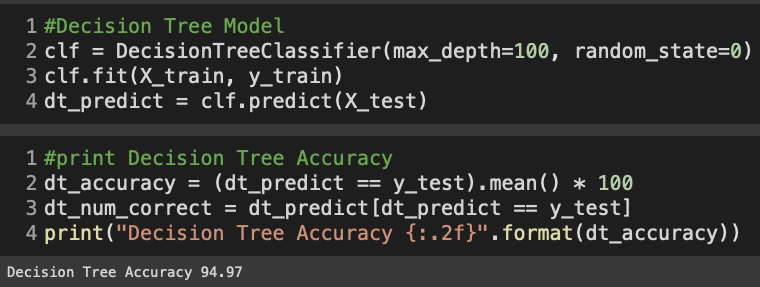 1 #Decision Tree Model
2 clf = DecisionTreeClassifier(max_depth=100, random_state=0)
3 clf.fit(X_train, y_train)
4 dt_predict = clf.predict(X_test)
1 #print Decision Tree Accuracy
2 dt_accuracy = (dt_predict == y_test).mean() * 100
3 dt_num_correct = dt_predict[dt_predict == y_test]
4 print("Decision Tree Accuracy {:.2f}".format(dt_accuracy))
Decision Tree Accuracy 94.97